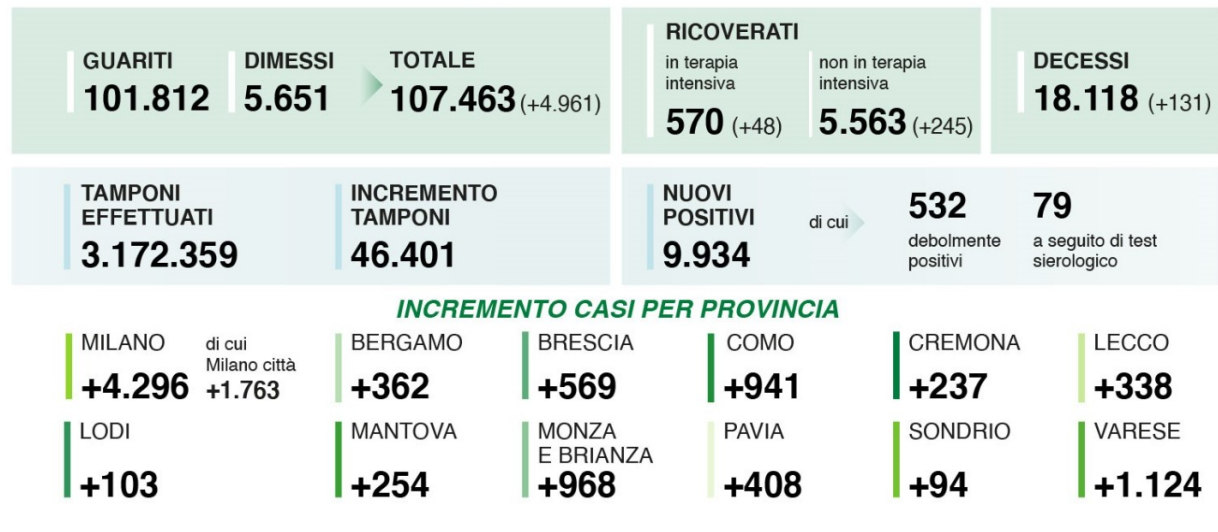 GUARITI
101.812
DIMESSI
5.651
TOTALE
107.463 (+4.961)
RICOVERATI
in terapia
intensiva
570 (+48)
non in terapia
intensiva
5.563 (+245)
DECESSI
18.118 (+131)
TAMPONI
EFFETTUATI
3.172.359
INCREMENTO
TAMPONI
46.401
NUOVI
POSITIVI
9.934
di cui
532
debolmente
positivi
79
a seguito di test
sierologico
INCREMENTO CASI PER PROVINCIA
MILANO
+4.296
di cui
Milano città
+1.763
BERGAMO
+362
BRESCIA
+569
COMO
+941
CREMONA
+237
LECCO
+338
LODI
+103
MANTOVA
+254
MONZA
E BRIANZA
+968
PAVIA
+408
SONDRIO
+94
VARESE
+1.124